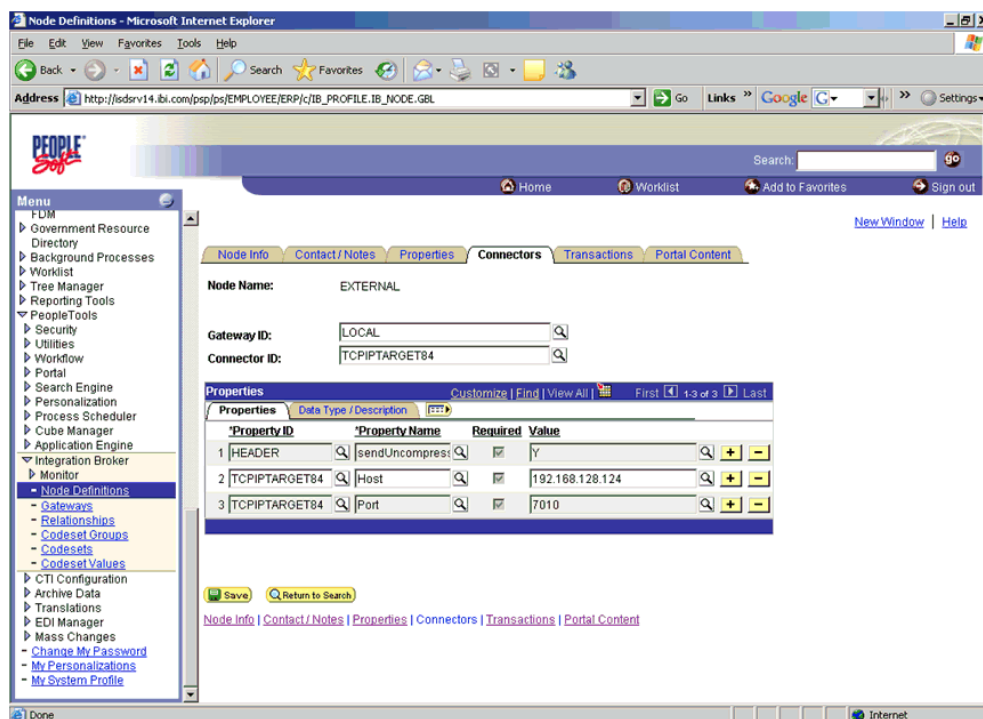 Node Definitions - Microsoft Internet Explorer
File Edit View Favorites Tools Help
Back Search Favorites
Address http://isdsrv14.ibi.com/psp/ps/EMPLOYEE/ERP/c/IB_PROFILE.IB_NODE.GBL Go Links » Google G » Settings
PEOPLE Soft
Search: go
Home Worklist Add to Favorites Sign out
Menu
FDM
Government Resource
Directory
Background Processes
Worklist
Tree Manager
Reporting Tools
PeopleTools
Security
Utilities
Workflow
Portal
Search Engine
Personalization
Process Scheduler
Cube Manager
Application Engine
Integration Broker
Monitor
- Node Definitions
- Gateways
- Relationships
- Codeset Groups
- Codesets
- Codeset Values
CTI Configuration
Archive Data
Translations
EDI Manager
Mass Changes
- Change My Password
- My Personalizations
- My System Profile
New Window | Help
Node Info Contact / Notes Properties Connectors Transactions Portal Content
Node Name: EXTERNAL
Gateway ID: LOCAL
Connector ID: TCPIPTARGET84
Properties Customize | Find | View All | First 1-3 of 3 Last
Properties Data Type / Description
*Property ID *Property Name Required Value
1 HEADER sendUncompres: Y + -
2 TCPIPTARGET84 Host 192.168.128.124 + -
3 TCPIPTARGET84 Port 7010 + -
Save Return to Search
Node Info | Contact / Notes | Properties | Connectors | Transactions | Portal Content
Done Internet